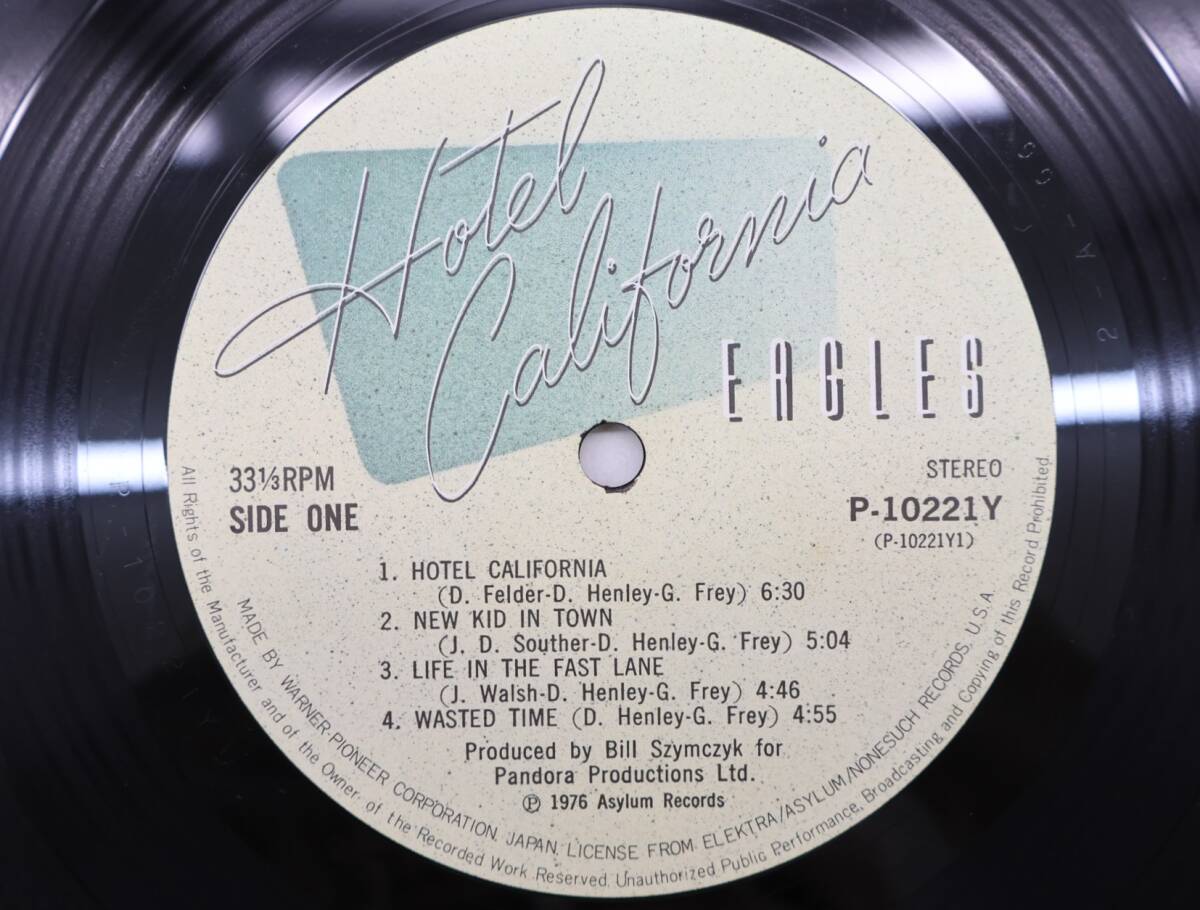 Hotel
California
EAGLES
33⅓RPM
SIDE ONE
STEREO
P-10221Y
(P-10221Y1)
1. HOTEL CALIFORNIA
(D. Felder-D. Henley-G. Frey) 6:30
2. NEW KID IN TOWN
(J. D. Souther-D. Henley-G. Frey) 5:04
3. LIFE IN THE FAST LANE
(J. Walsh-D. Henley-G. Frey) 4:46
4. WASTED TIME (D. Henley-G. Frey) 4:55
Produced by Bill Szymczyk for
Pandora Productions Ltd.
Ⓟ 1976 Asylum Records
MADE BY WARNER-PIONEER CORPORATION, JAPAN, LICENSE FROM ELEKTRA/ASYLUM/NONESUCH RECORDS, U.S.A.
All Rights of the Manufacturer and of the Owner of the Recorded Work Reserved. Unauthorized Public Performance, Broadcasting and Copying of this Record Prohibited.